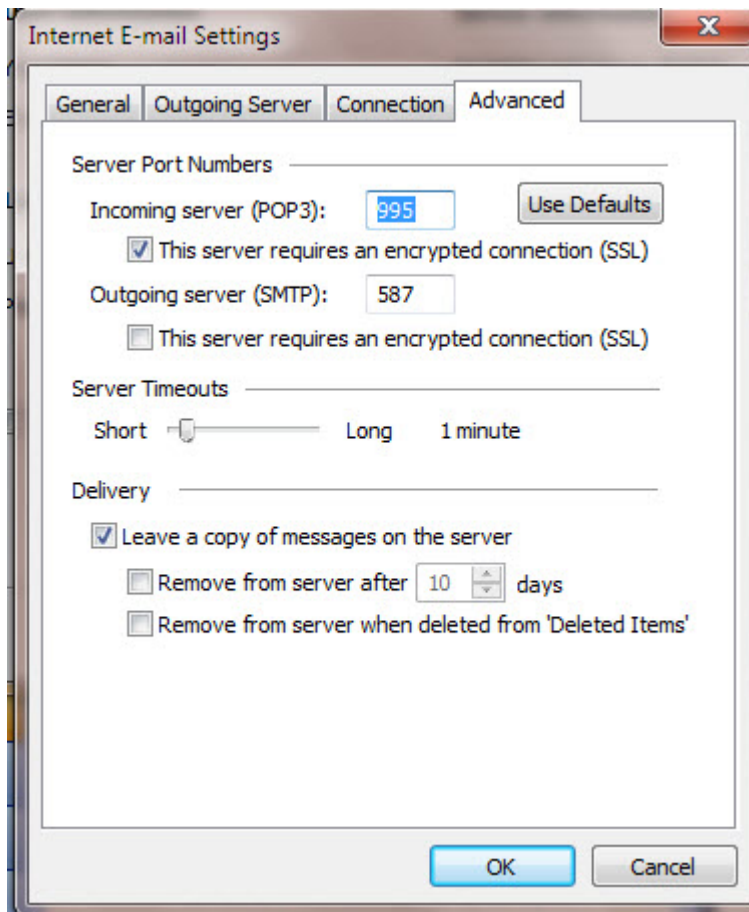 Internet E-mail Settings
General Outgoing Server Connection Advanced
Server Port Numbers
Incoming server (POP3): 995 Use Defaults
This server requires an encrypted connection (SSL)
Outgoing server (SMTP): 587
This server requires an encrypted connection (SSL)
Server Timeouts
Short Long 1 minute
Delivery
Leave a copy of messages on the server
Remove from server after 10 days
Remove from server when deleted from 'Deleted Items'
OK Cancel